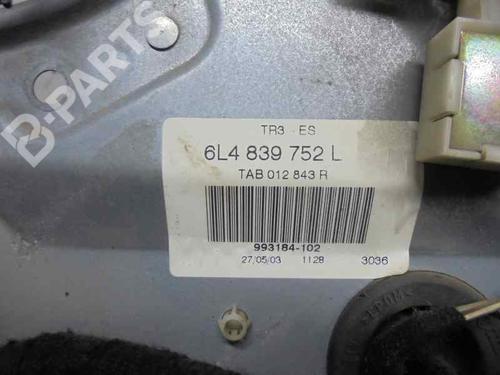 B-PARTS
TR3 - ES
6L4 839 752 L
TAB 012 843 R
993184-102
27/05/03 1128 3036